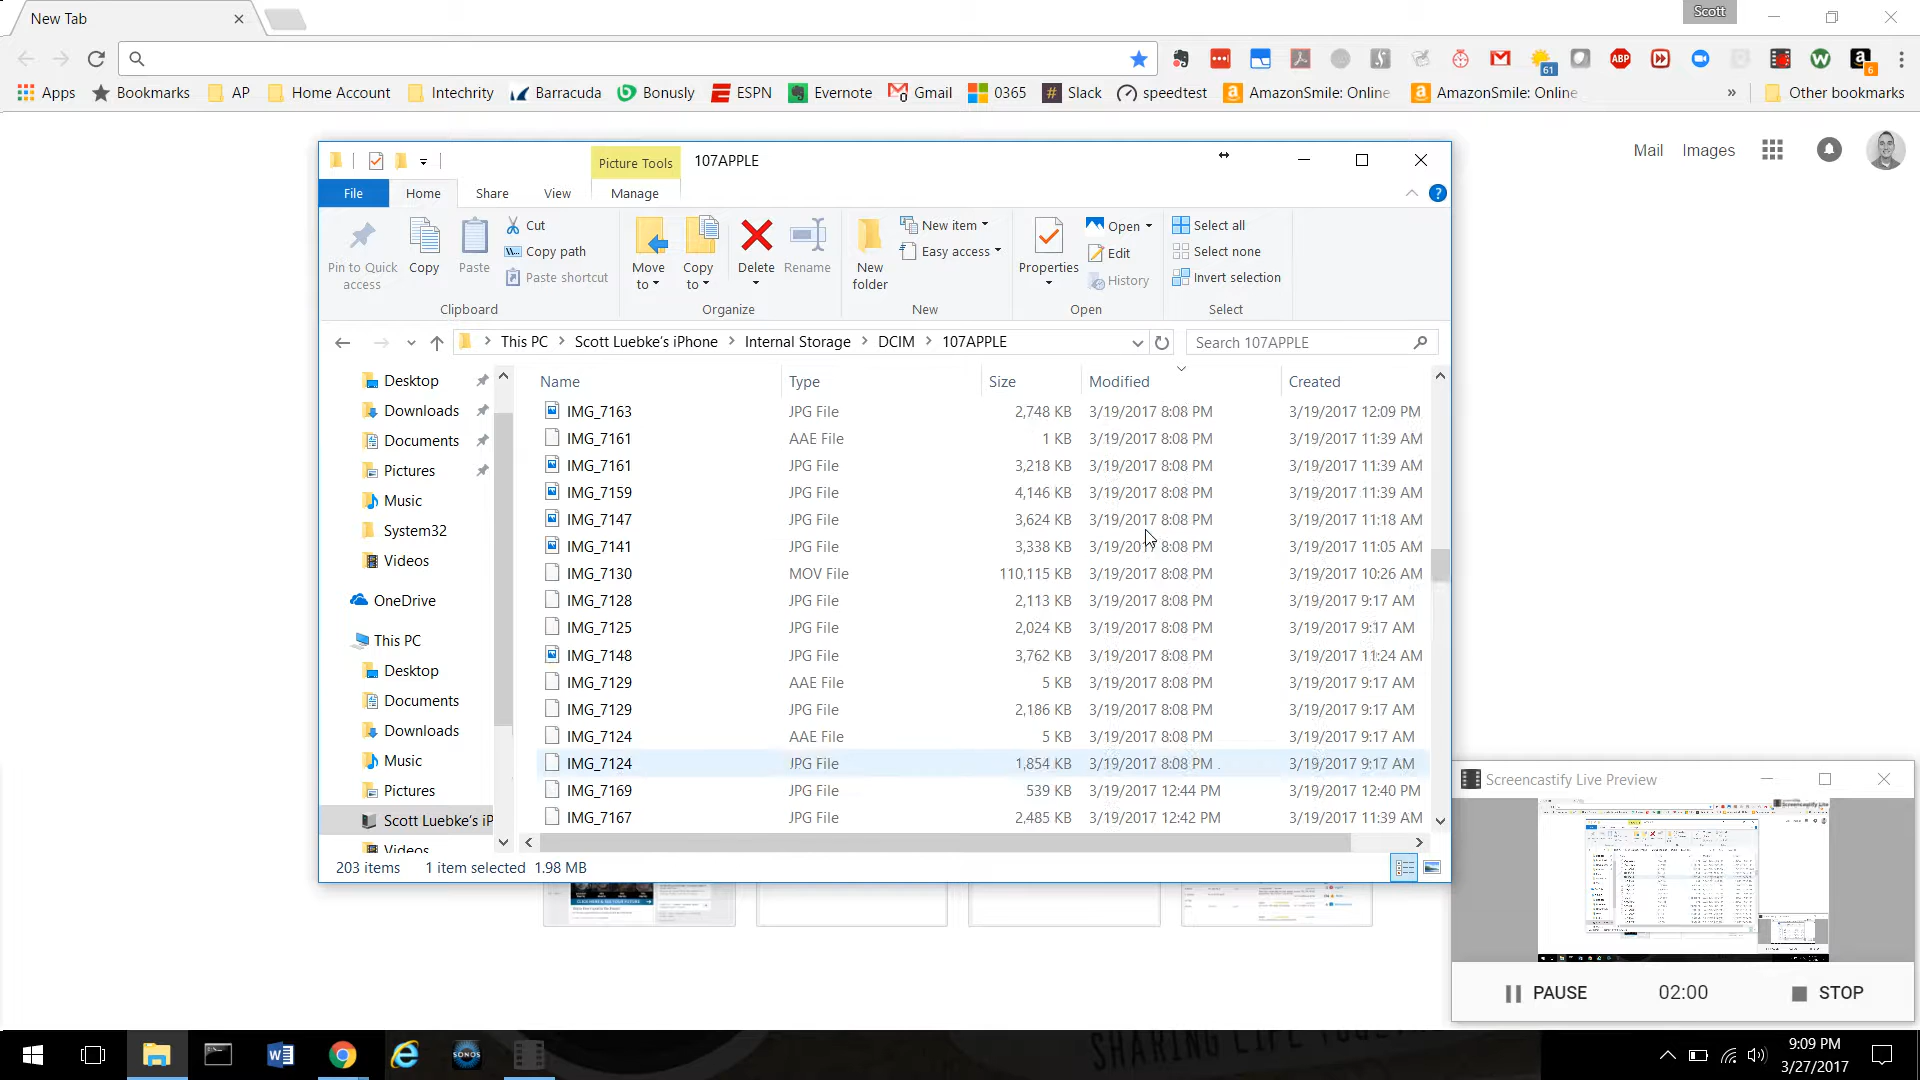 New Tab
Scott
Apps Bookmarks AP Home Account Intechrity Barracuda Bonusly ESPN Evernote Gmail 0365 Slack speedtest AmazonSmile: Online AmazonSmile: Online » Other bookmarks
ABP 61 6
Mail Images
Picture Tools 107APPLE
File Home Share View Manage
Pin to Quick access
Copy
Paste
Cut
Copy path
Paste shortcut
Move to
Copy to
Delete
Rename
New folder
New item
Easy access
Properties
Open
Edit
History
Select all
Select none
Invert selection
Clipboard Organize New Open Select
This PC Scott Luebke's iPhone Internal Storage DCIM 107APPLE
Search 107APPLE
Desktop
Downloads
Documents
Pictures
Music
System32
Videos
OneDrive
This PC
Desktop
Documents
Downloads
Music
Pictures
Scott Luebke's iP
Videos
Name Type Size Modified Created
IMG_7163 JPG File 2,748 KB 3/19/2017 8:08 PM 3/19/2017 12:09 PM
IMG_7161 AAE File 1 KB 3/19/2017 8:08 PM 3/19/2017 11:39 AM
IMG_7161 JPG File 3,218 KB 3/19/2017 8:08 PM 3/19/2017 11:39 AM
IMG_7159 JPG File 4,146 KB 3/19/2017 8:08 PM 3/19/2017 11:39 AM
IMG_7147 JPG File 3,624 KB 3/19/2017 8:08 PM 3/19/2017 11:18 AM
IMG_7141 JPG File 3,338 KB 3/19/2017 8:08 PM 3/19/2017 11:05 AM
IMG_7130 MOV File 110,115 KB 3/19/2017 8:08 PM 3/19/2017 10:26 AM
IMG_7128 JPG File 2,113 KB 3/19/2017 8:08 PM 3/19/2017 9:17 AM
IMG_7125 JPG File 2,024 KB 3/19/2017 8:08 PM 3/19/2017 9:17 AM
IMG_7148 JPG File 3,762 KB 3/19/2017 8:08 PM 3/19/2017 11:24 AM
IMG_7129 AAE File 5 KB 3/19/2017 8:08 PM 3/19/2017 9:17 AM
IMG_7129 JPG File 2,186 KB 3/19/2017 8:08 PM 3/19/2017 9:17 AM
IMG_7124 AAE File 5 KB 3/19/2017 8:08 PM 3/19/2017 9:17 AM
IMG_7124 JPG File 1,854 KB 3/19/2017 8:08 PM 3/19/2017 9:17 AM
IMG_7169 JPG File 539 KB 3/19/2017 12:44 PM 3/19/2017 12:40 PM
IMG_7167 JPG File 2,485 KB 3/19/2017 12:42 PM 3/19/2017 11:39 AM
203 items 1 item selected 1.98 MB
Screencastify Live Preview
PAUSE 02:00 STOP
SONOS
SHARING LIFE
9:09 PM
3/27/2017